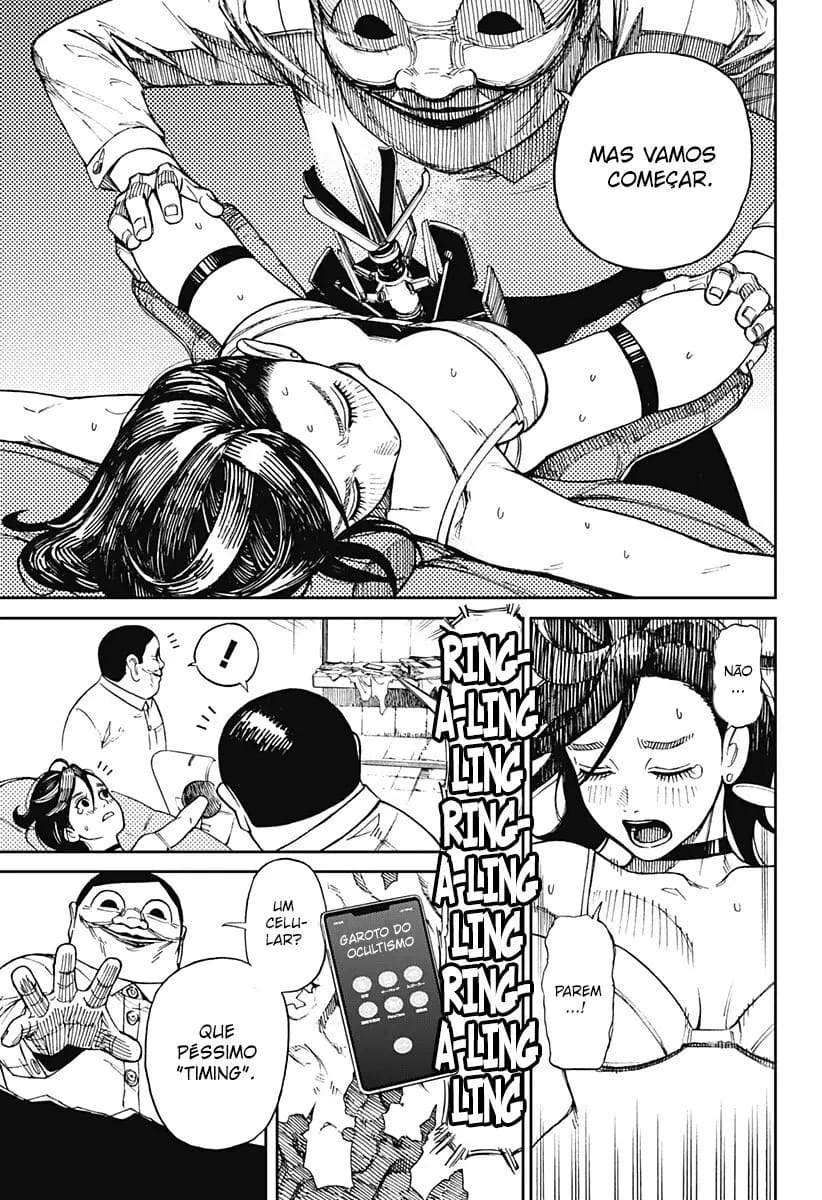 MAS VAMOS
COMEÇAR.
NÃO
...
PAREM
...!
RING-
A-LING
LING
RING-
A-LING
LING
RING-
A-LING
LING
!
UM
CELU-
LAR?
GAROTO DO
OCULTISMO
QUE
PÉSSIMO
"TIMING".